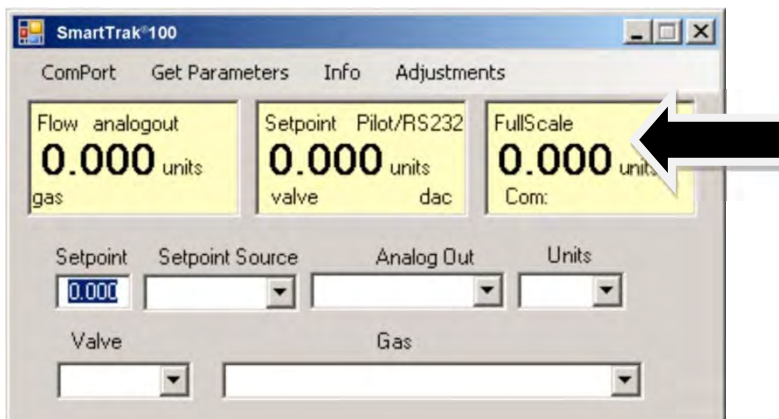 SmartTrak®100
ComPort Get Parameters Info Adjustments
Flow analogout
0.000 units
gas
Setpoint Pilot/RS232
0.000 units
valve dac
FullScale
0.000 units
Com:
Setpoint Setpoint Source Analog Out Units
0.000
Valve Gas